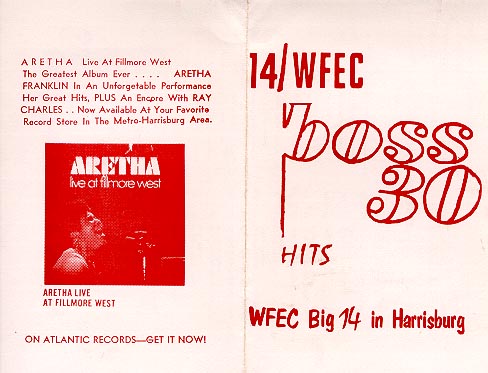 ARETHA Live At Fillmore West
The Greatest Album Ever . . . . ARETHA
FRANKLIN In An Unforgetable Performance
Her Great Hits, PLUS An Encore With RAY
CHARLES . . Now Available At Your Favorite
Record Store In The Metro-Harrisburg Area.
ARETHA
live at fillmore west
ARETHA LIVE
AT FILLMORE WEST
ON ATLANTIC RECORDS—GET IT NOW!
14/WFEC
boss
30
HITS
WFEC Big 14 in Harrisburg